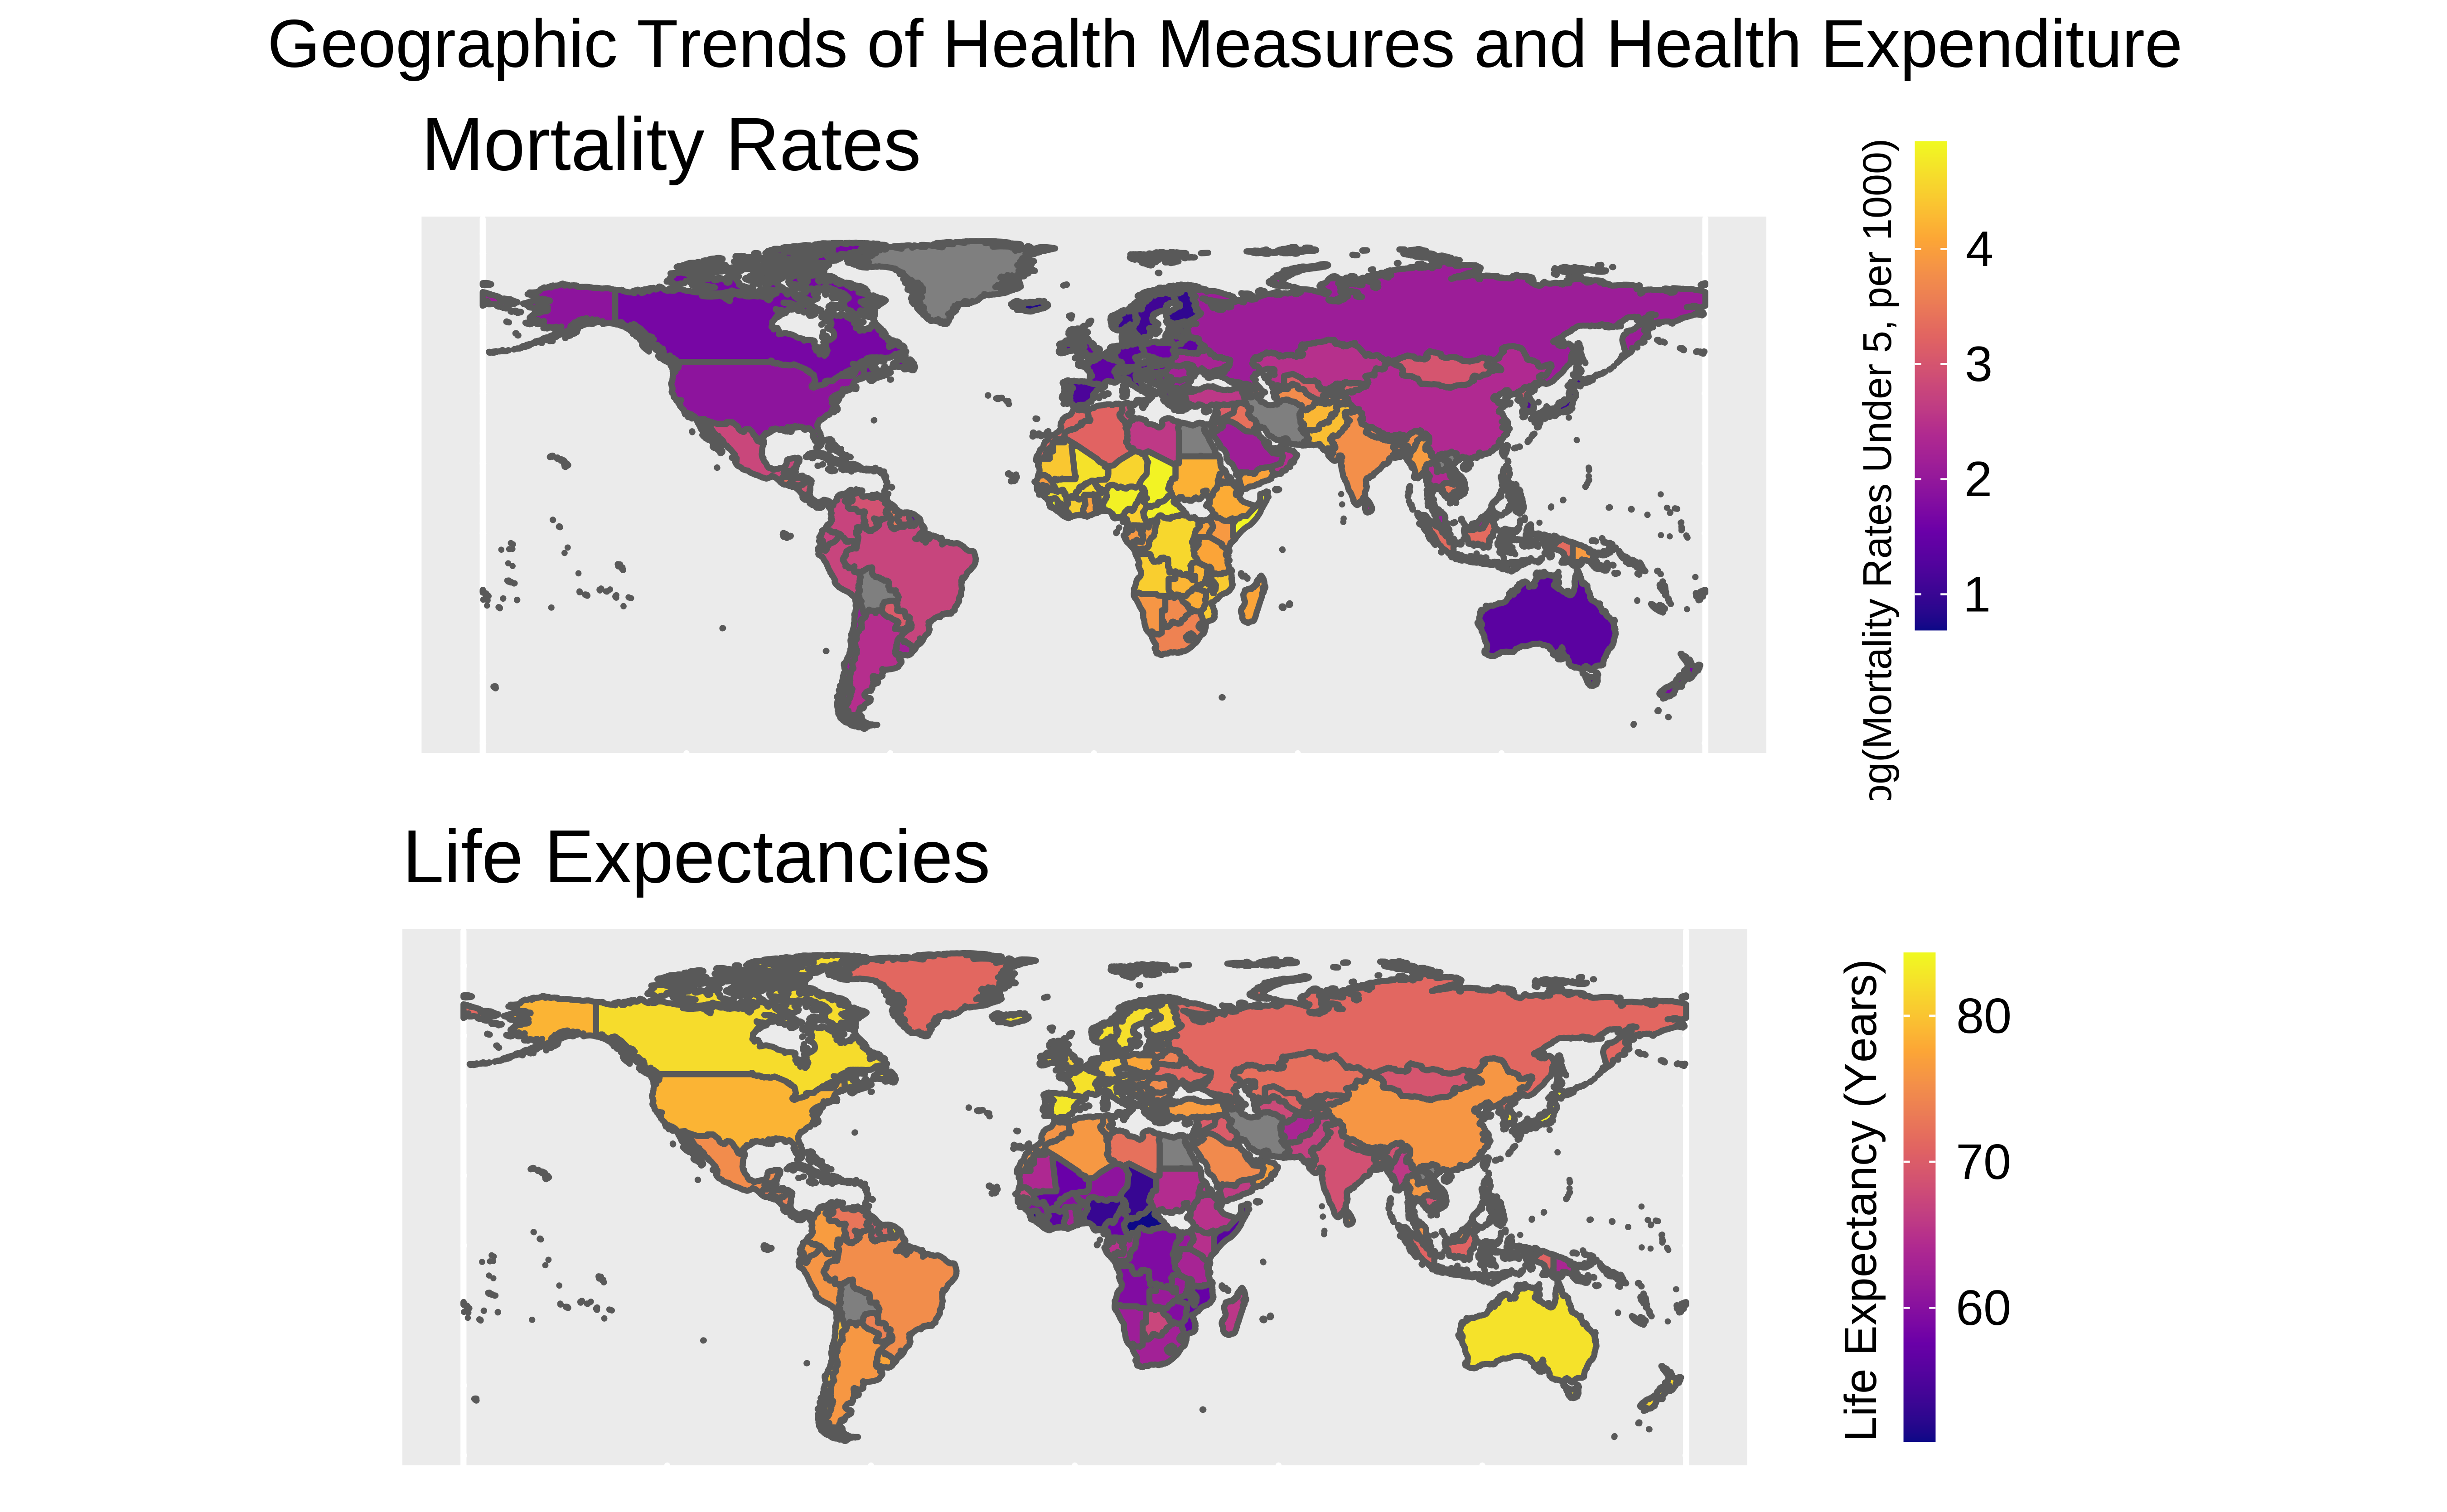 Geographic Trends of Health Measures and Health Expenditure
Mortality Rates
og(Mortality Rates Under 5, per 1000)
4
3
2
1
Life Expectancies
Life Expectancy (Years)
80
70
60